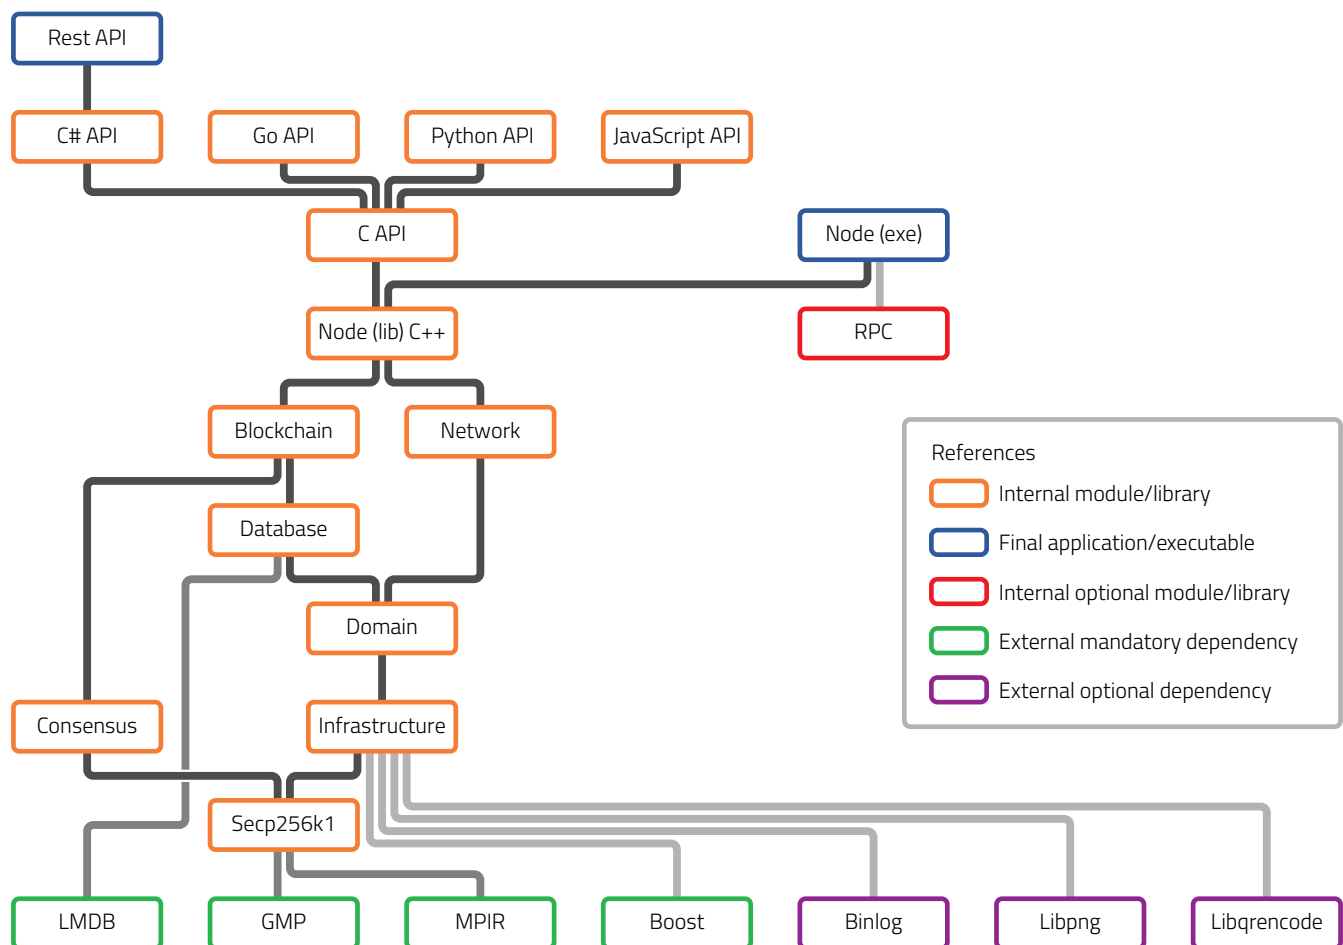 Rest API
C# API
Go API
Python API
JavaScript API
C API
Node (exe)
Node (lib) C++
RPC
Blockchain
Network
References
Internal module/library
Database
Final application/executable
Internal optional module/library
Domain
External mandatory dependency
External optional dependency
Consensus
Infrastructure
Secp256k1
LMDB
GMP
MPIR
Boost
Binlog
Libpng
Libqrencode